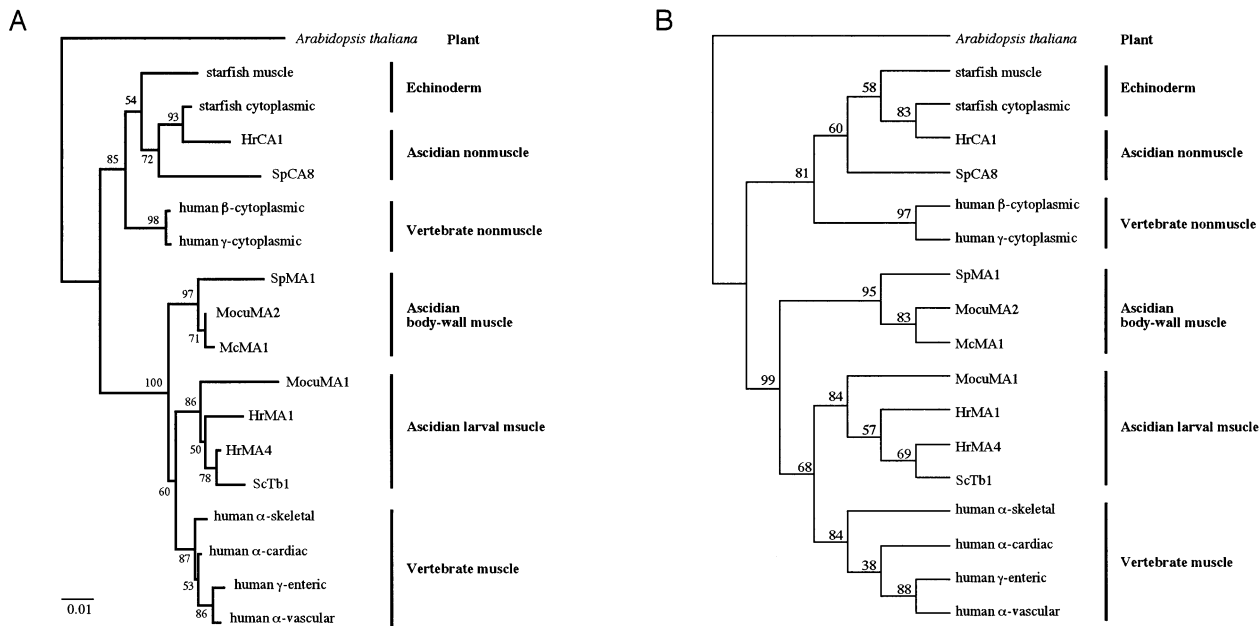 A
Arabidopsis thaliana Plant
starfish muscle
54
Echinoderm
starfish cytoplasmic
93
HrCA1
85
72
Ascidian nonmuscle
SpCA8
human β-cytoplasmic
98
Vertebrate nonmuscle
human γ-cytoplasmic
SpMA1
97
Ascidian
body-wall muscle
MocuMA2
71
McMA1
100
MocuMA1
86
HrMA1
Ascidian larval msucle
50
HrMA4
78
ScTb1
60
human α-skeletal
87
human α-cardiac
Vertebrate muscle
53
human γ-enteric
86
human α-vascular
0.01
B
Arabidopsis thaliana Plant
starfish muscle
58
Echinoderm
starfish cytoplasmic
83
60
HrCA1
Ascidian nonmuscle
SpCA8
81
human β-cytoplasmic
97
Vertebrate nonmuscle
human γ-cytoplasmic
SpMA1
95
Ascidian
body-wall muscle
MocuMA2
83
McMA1
99
MocuMA1
84
HrMA1
57
Ascidian larval msucle
HrMA4
69
68
ScTb1
human α-skeletal
84
human α-cardiac
38
Vertebrate muscle
human γ-enteric
88
human α-vascular